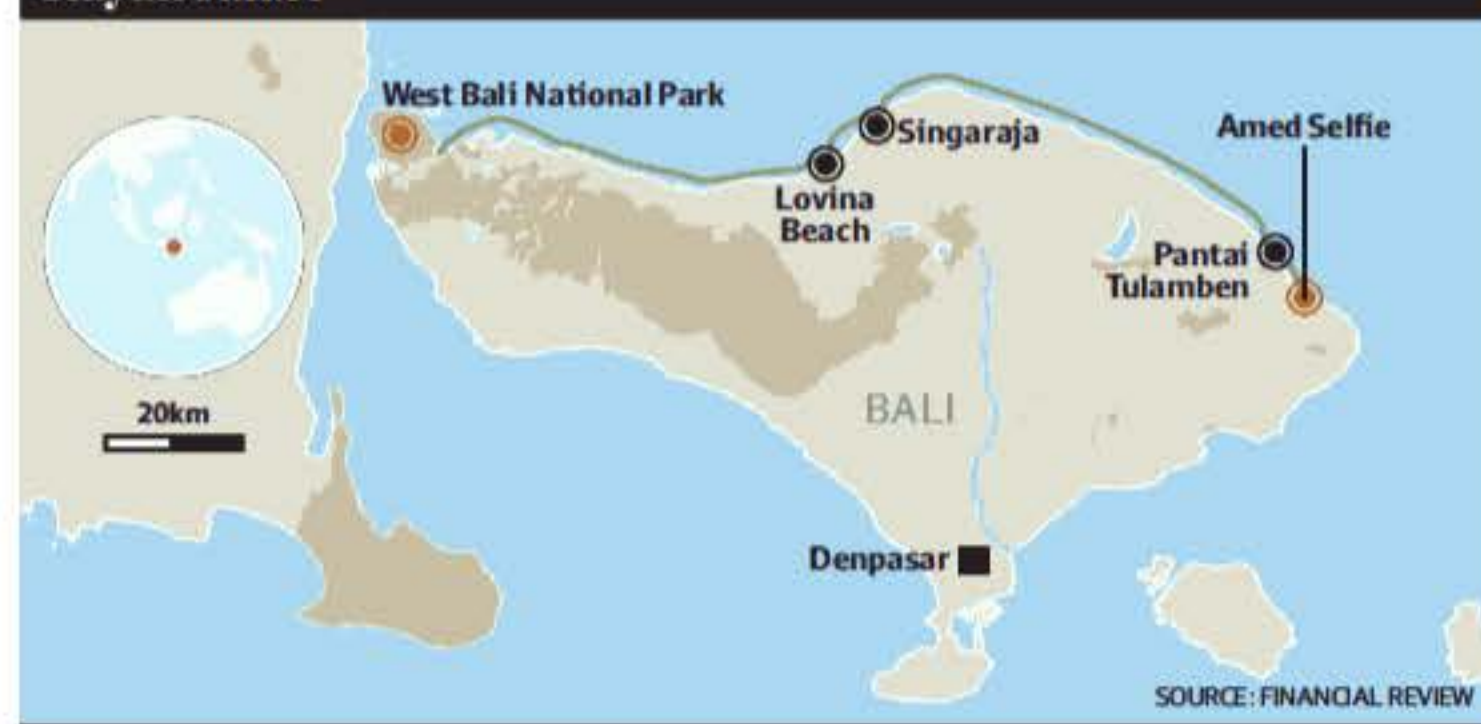 West Bali National Park
Singaraja
Amed Selfie
Lovina
Beach
Pantai
Tulamben
20km
BALI
Denpasar
SOURCE: FINANCIAL REVIEW